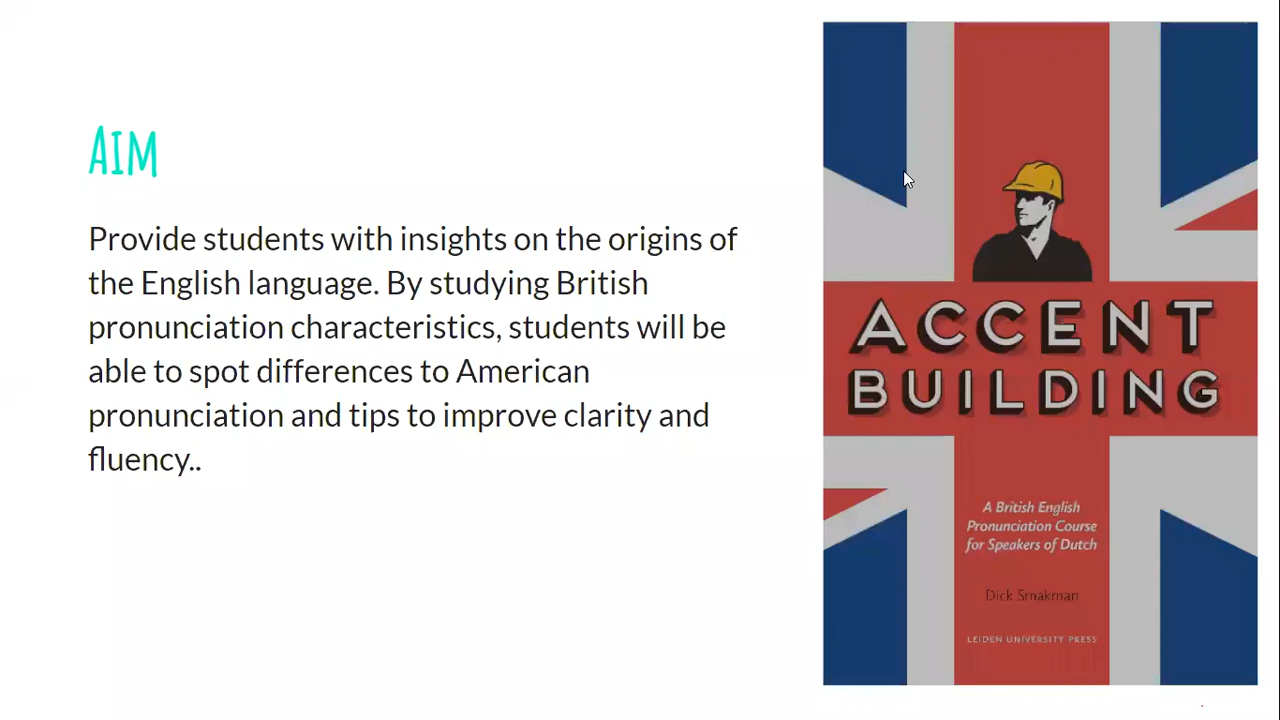 Aim
Provide students with insights on the origins of
the English language. By studying British
pronunciation characteristics, students will be
able to spot differences to American
pronunciation and tips to improve clarity and
fluency..
ACCENT
BUILDING
A British English
Pronunciation Course
for Speakers of Dutch
Dick Smakman
LEIDEN UNIVERSITY PRESS